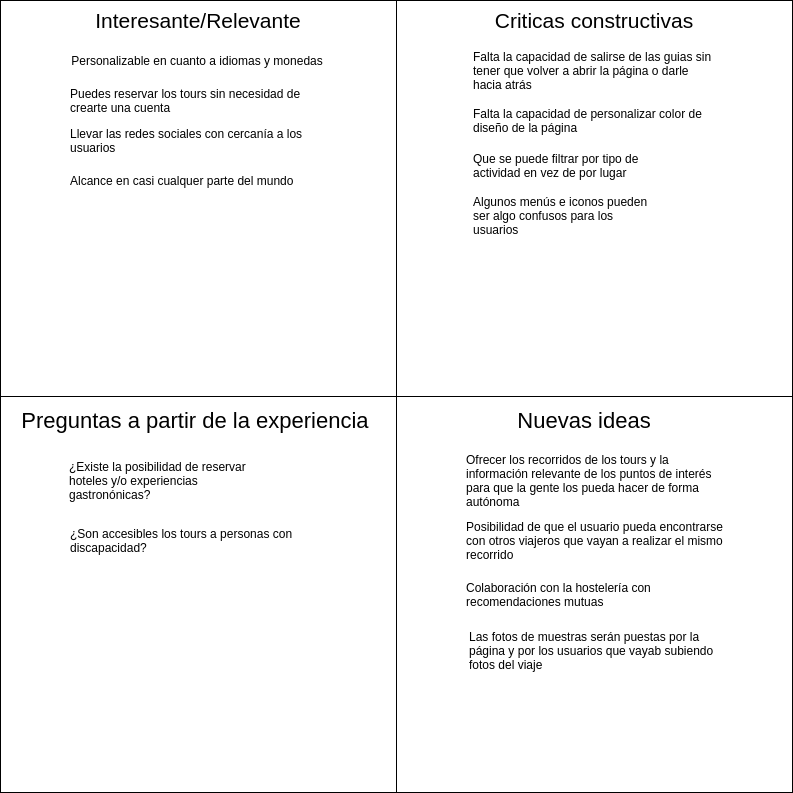 Interesante/Relevante
Personalizable en cuanto a idiomas y monedas
Puedes reservar los tours sin necesidad de
crearte una cuenta
Llevar las redes sociales con cercanía a los
usuarios
Alcance en casi cualquer parte del mundo
Criticas constructivas
Falta la capacidad de salirse de las guias sin
tener que volver a abrir la página o darle
hacia atrás
Falta la capacidad de personalizar color de
diseño de la página
Que se puede filtrar por tipo de
actividad en vez de por lugar
Algunos menús e iconos pueden
ser algo confusos para los
usuarios
Preguntas a partir de la experiencia
¿Existe la posibilidad de reservar
hoteles y/o experiencias
gastronónicas?
¿Son accesibles los tours a personas con
discapacidad?
Nuevas ideas
Ofrecer los recorridos de los tours y la
información relevante de los puntos de interés
para que la gente los pueda hacer de forma
autónoma
Posibilidad de que el usuario pueda encontrarse
con otros viajeros que vayan a realizar el mismo
recorrido
Colaboración con la hostelería con
recomendaciones mutuas
Las fotos de muestras serán puestas por la
página y por los usuarios que vayab subiendo
fotos del viaje